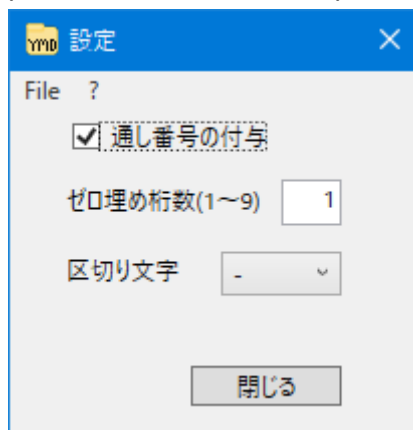 YMD 設定
File ?
通し番号の付与
ゼロ埋め桁数(1～9) 1
区切り文字 -
閉じる